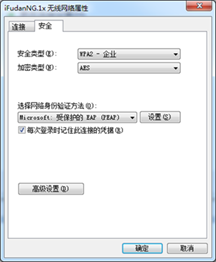 iFudanNG.1x 无线网络属性
连接 安全
安全类型(E): WPA2 - 企业
加密类型(N): AES
选择网络身份验证方法(O):
Microsoft: 受保护的 EAP (PEAP) 设置(S)
每次登录时记住此连接的凭据(R)
高级设置(D)
确定 取消